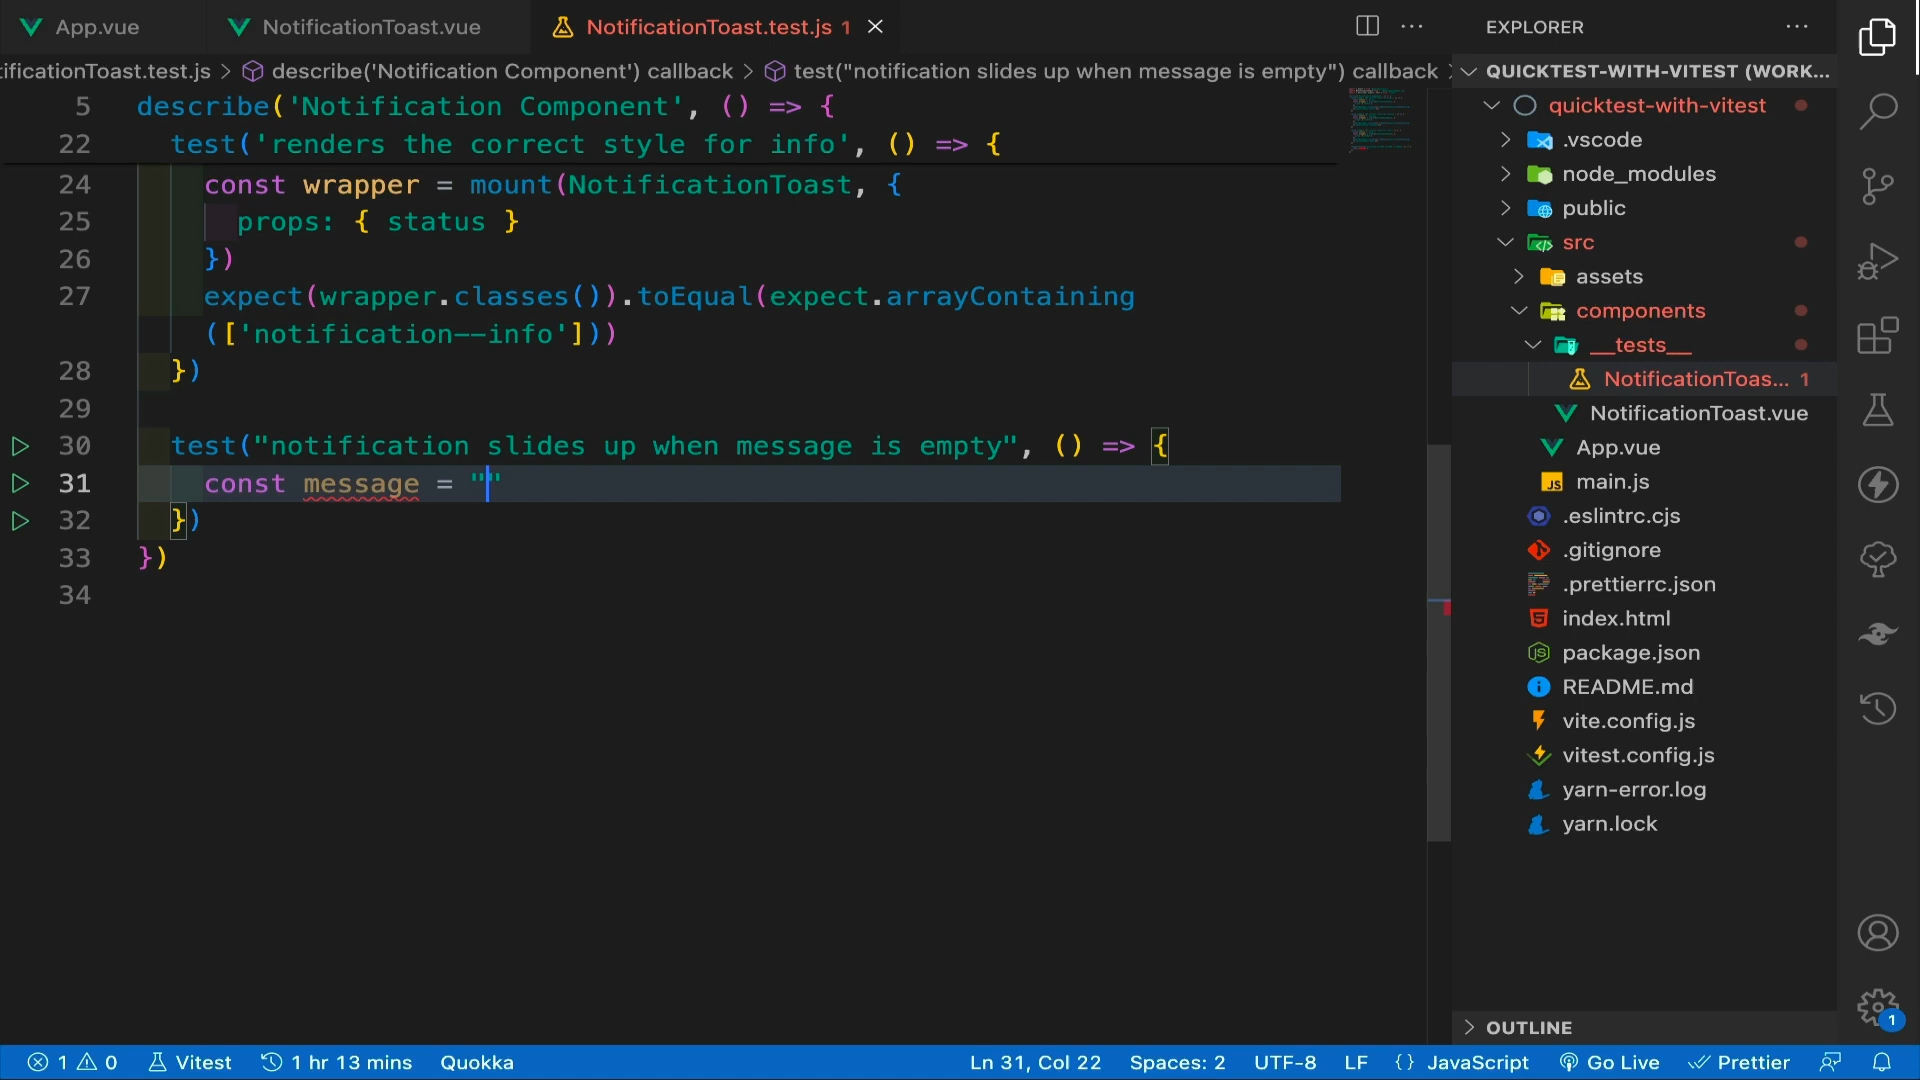 App.vue
NotificationToast.vue
NotificationToast.test.js 1
ificationToast.test.js > describe('Notification Component') callback > test("notification slides up when message is empty") callback
5 describe('Notification Component', () => {
22 test('renders the correct style for info', () => {
24 const wrapper = mount(NotificationToast, {
25 props: { status }
26 })
27 expect(wrapper.classes()).toEqual(expect.arrayContaining
(['notification--info']))
28 })
29
30 test("notification slides up when message is empty", () => {
31 const message = ""
32 })
33 })
34
EXPLORER
QUICKTEST-WITH-VITEST (WORK...
quicktest-with-vitest
.vscode
node_modules
public
src
assets
components
__tests__
NotificationToas... 1
NotificationToast.vue
App.vue
main.js
.eslintrc.cjs
.gitignore
.prettierrc.json
index.html
package.json
README.md
vite.config.js
vitest.config.js
yarn-error.log
yarn.lock
OUTLINE
1
1 0 Vitest 1 hr 13 mins Quokka Ln 31, Col 22 Spaces: 2 UTF-8 LF {} JavaScript Go Live Prettier